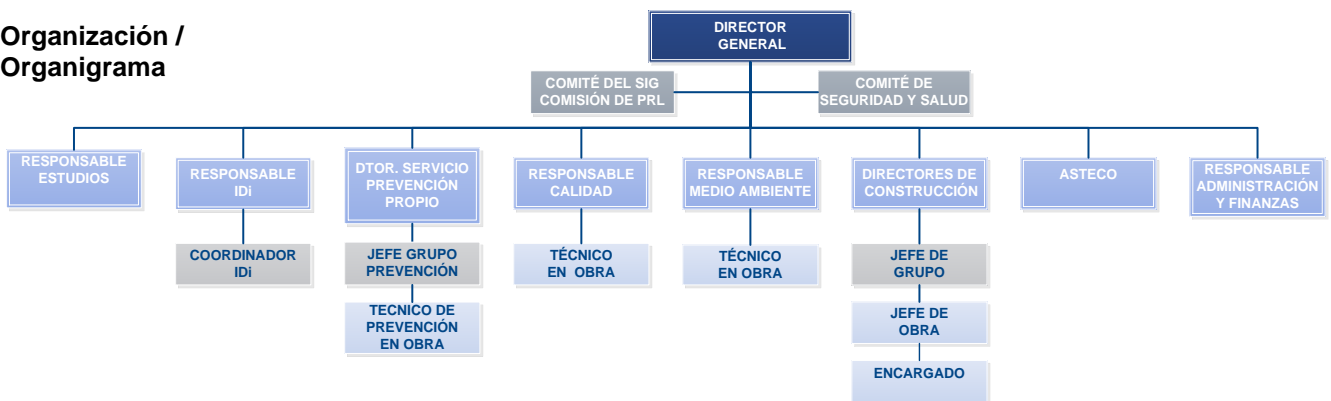 Organización /
Organigrama
DIRECTOR
GENERAL
COMITÉ DEL SIG
COMISIÓN DE PRL
COMITÉ DE
SEGURIDAD Y SALUD
RESPONSABLE
ESTUDIOS
RESPONSABLE
IDi
DTOR. SERVICIO
PREVENCIÓN
PROPIO
RESPONSABLE
CALIDAD
RESPONSABLE
MEDIO AMBIENTE
DIRECTORES DE
CONSTRUCCIÓN
ASTECO
RESPONSABLE
ADMINISTRACIÓN
Y FINANZAS
COORDINADOR
IDi
JEFE GRUPO
PREVENCIÓN
TÉCNICO
EN OBRA
TÉCNICO
EN OBRA
JEFE DE
GRUPO
TECNICO DE
PREVENCIÓN
EN OBRA
JEFE DE
OBRA
ENCARGADO